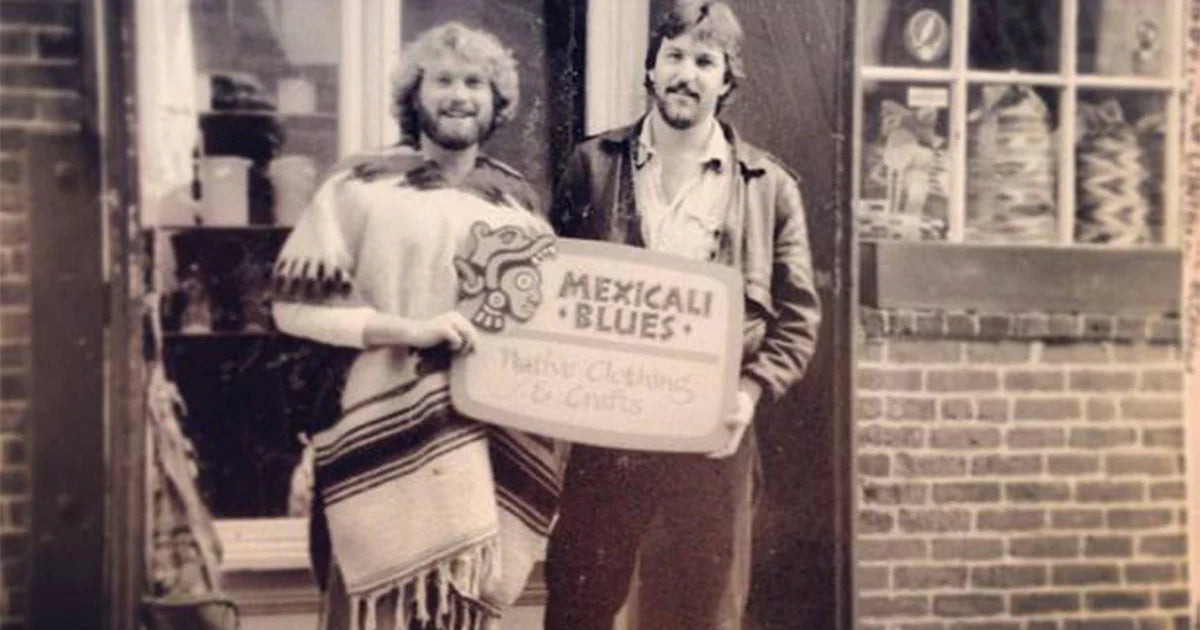 MEXICALI
• BLUES •
Native Clothing
& Crafts